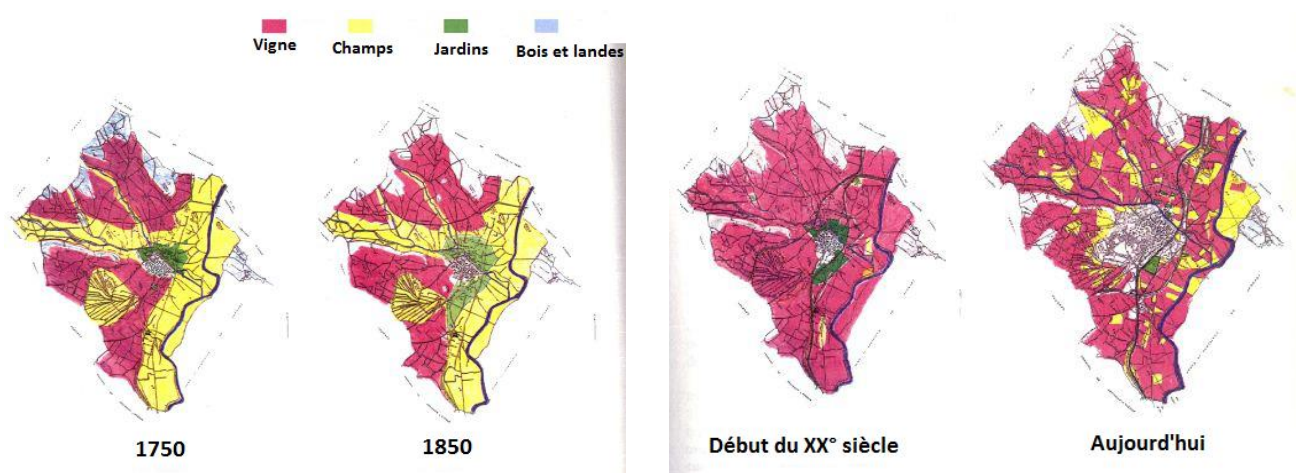 Vigne
Champs
Jardins
Bois et landes
1750
1850
Début du XX° siècle
Aujourd'hui